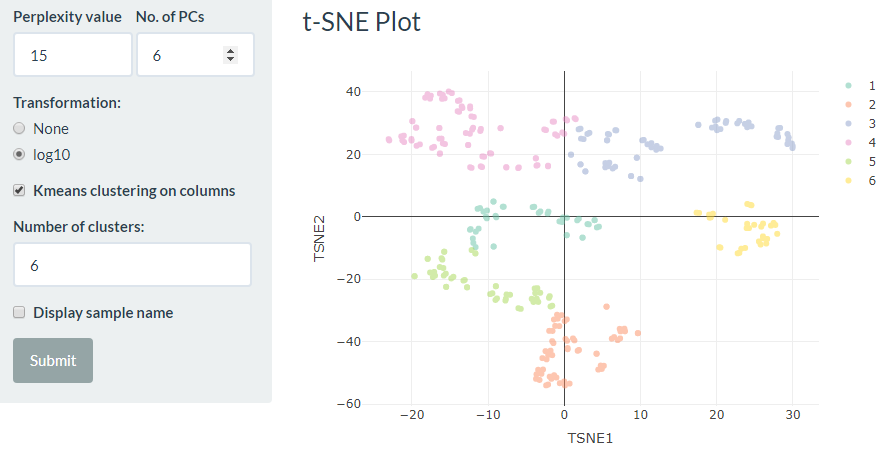 Perplexity value No. of PCs
15 6
Transformation:
None
log10
Kmeans clustering on columns
Number of clusters:
6
Display sample name
Submit
t-SNE Plot
40
20
0
−20
−40
−60
TSNE2
−20 −10 0 10 20 30
TSNE1
1
2
3
4
5
6